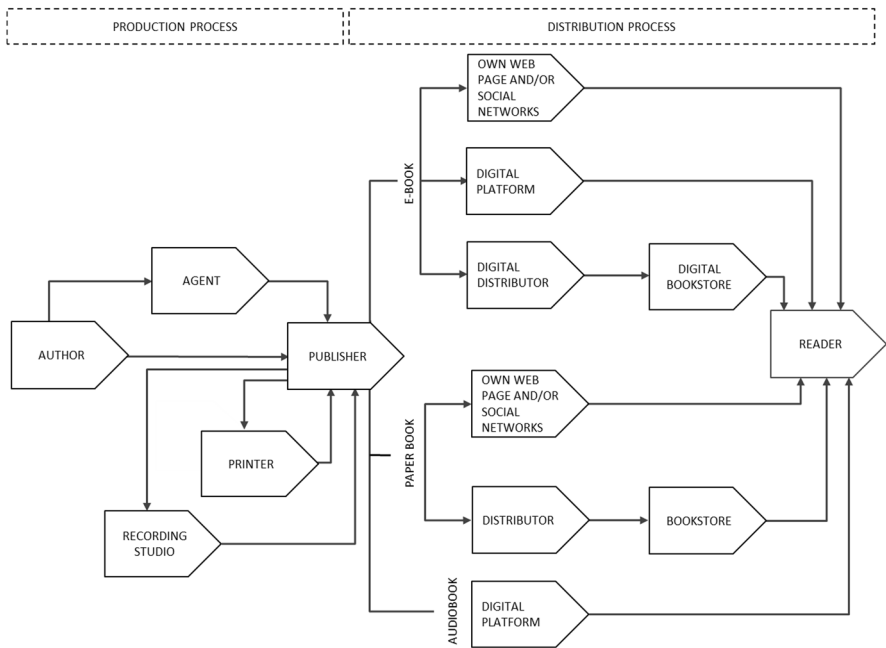 PRODUCTION PROCESS
DISTRIBUTION PROCESS
OWN WEB
PAGE AND/OR
SOCIAL
NETWORKS
E-BOOK
DIGITAL
PLATFORM
AGENT
DIGITAL
DISTRIBUTOR
DIGITAL
BOOKSTORE
AUTHOR
PUBLISHER
READER
OWN WEB
PAGE AND/OR
SOCIAL
NETWORKS
PAPER BOOK
PRINTER
DISTRIBUTOR
BOOKSTORE
RECORDING
STUDIO
AUDIOBOOK
DIGITAL
PLATFORM